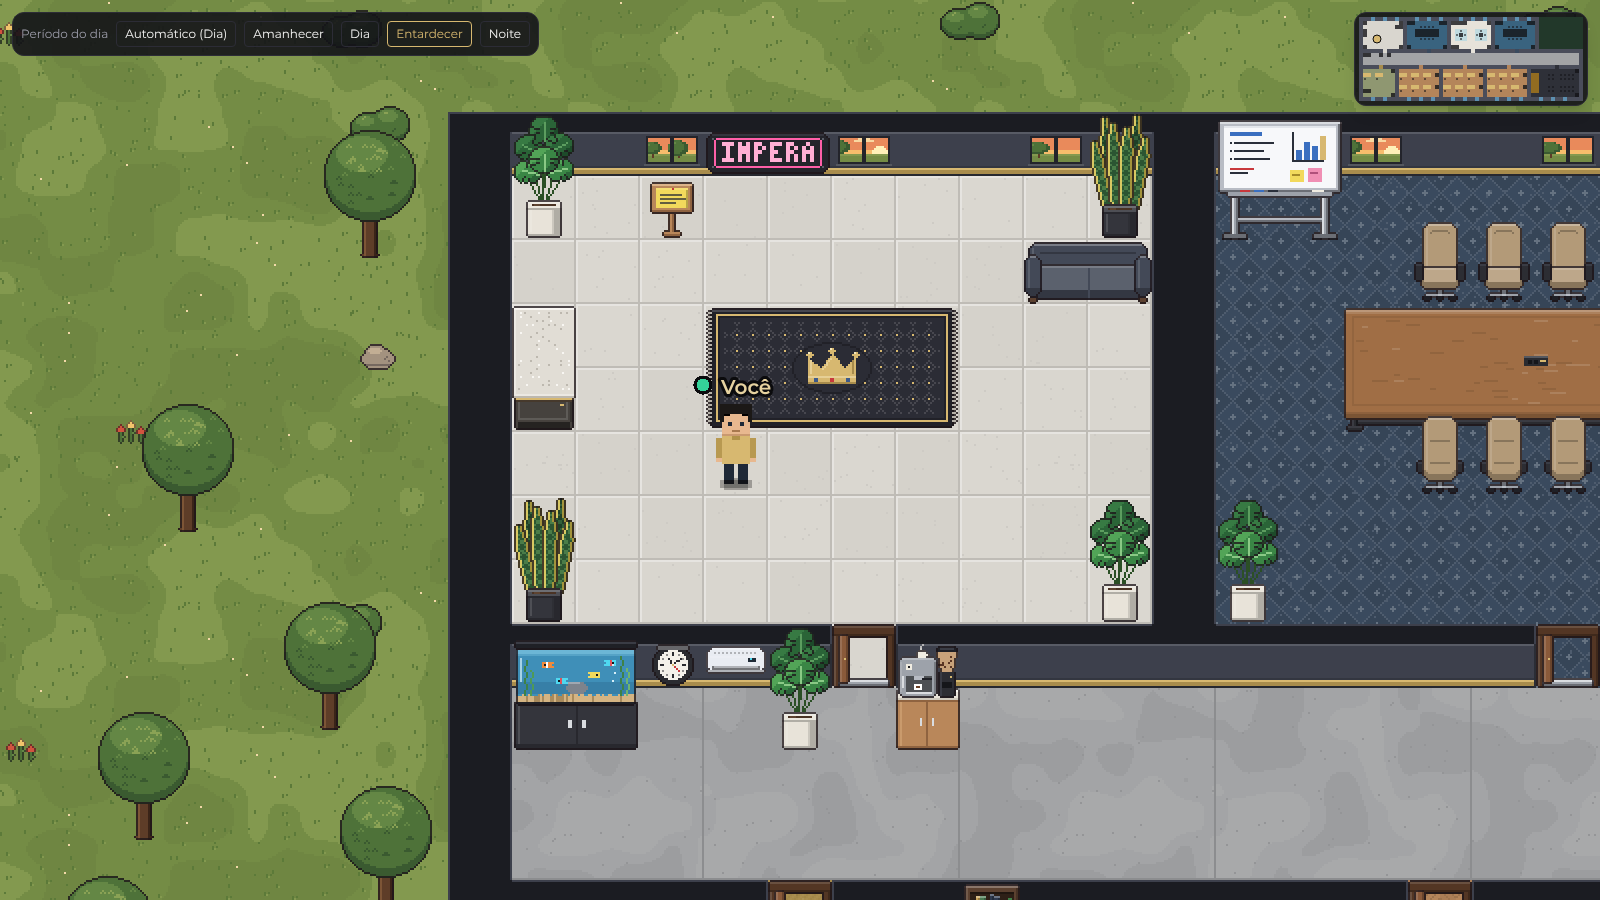 Período do dia
Automático (Dia)
Amanhecer
Dia
Entardecer
Noite
IMPERA
Você